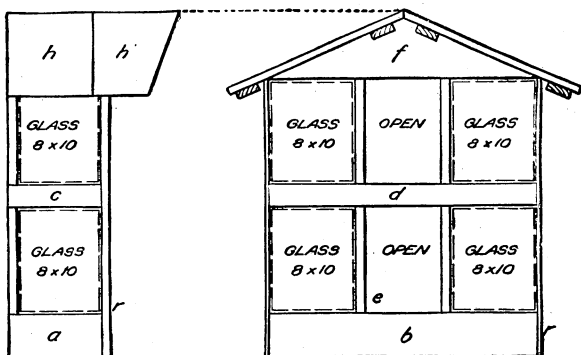 h h
GLASS
8 x 10
c
GLASS
8 x 10
r
a
f
GLASS
8 x 10
OPEN
GLASS
8 x 10
d
GLASS
8 x 10
OPEN
e
GLASS
8 x 10
b
r